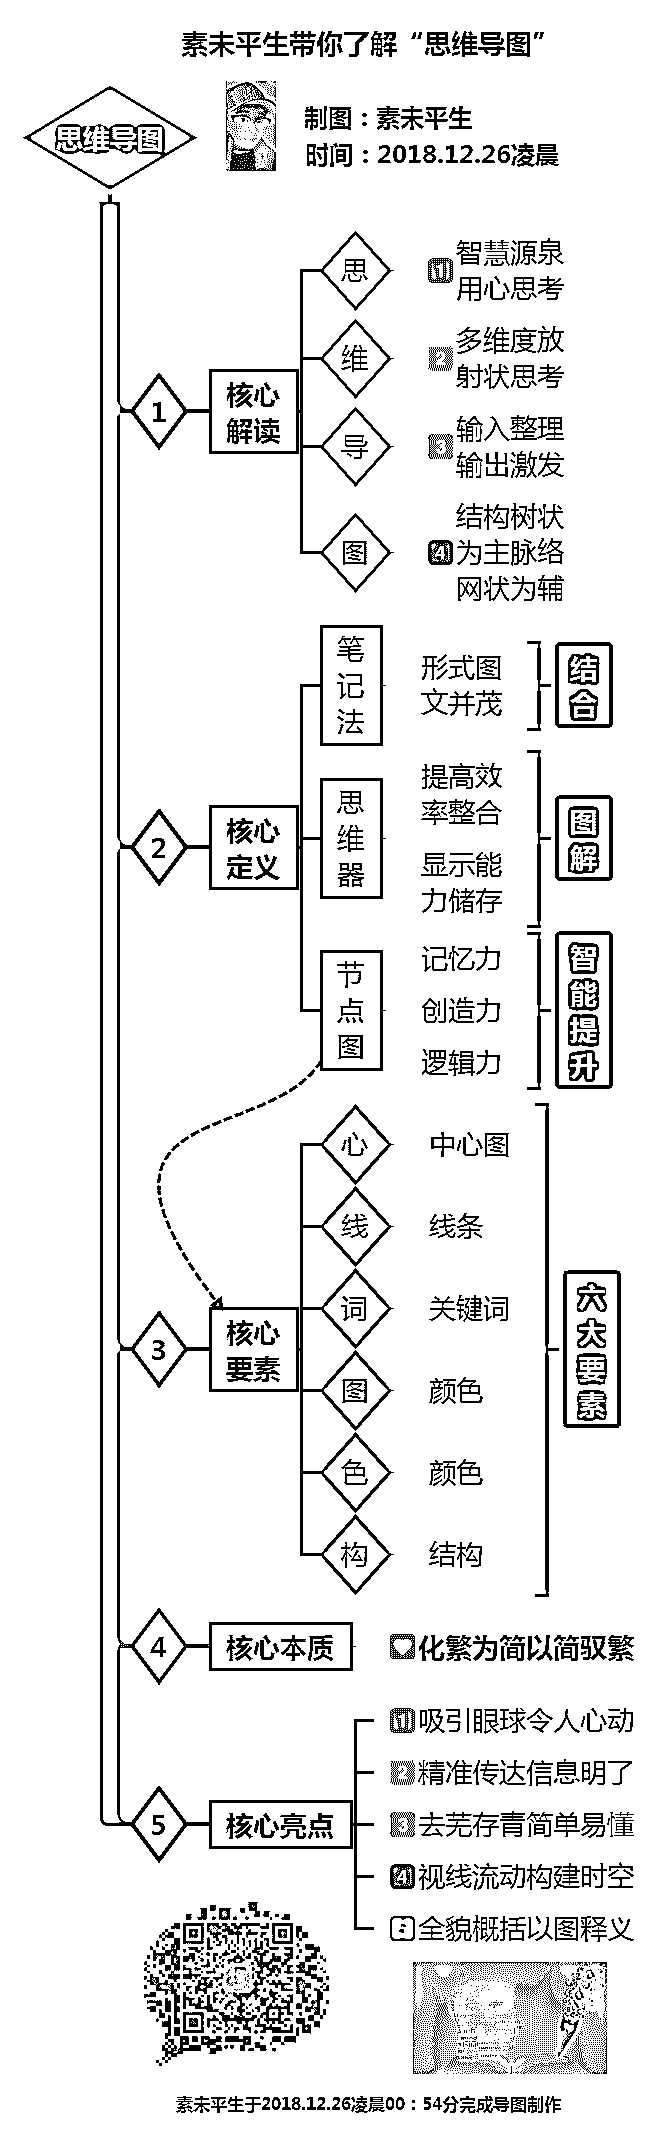 素未平生带你了解“思维导图”
思维导图
制图：素未平生
时间：2018.12.26凌晨
1
核心
解读
思
1
智慧源泉
用心思考
维
2
多维度放
射状思考
导
3
输入整理
输出激发
图
4
结构树状
为主脉络
网状为辅
2
核心
定义
笔
记
法
形式图
文并茂
结
合
思
维
器
提高效
率整合
显示能
力储存
图
解
节
点
图
记忆力
创造力
逻辑力
智
能
提
升
3
核心
要素
心
中心图
线
线条
词
关键词
图
颜色
色
颜色
构
结构
六
大
要
素
4
核心本质
化繁为简以简驭繁
5
核心亮点
1吸引眼球令人心动
2精准传达信息明了
3去芜存青简单易懂
4视线流动构建时空
全貌概括以图释义
素未平生于2018.12.26凌晨00：54分完成导图制作